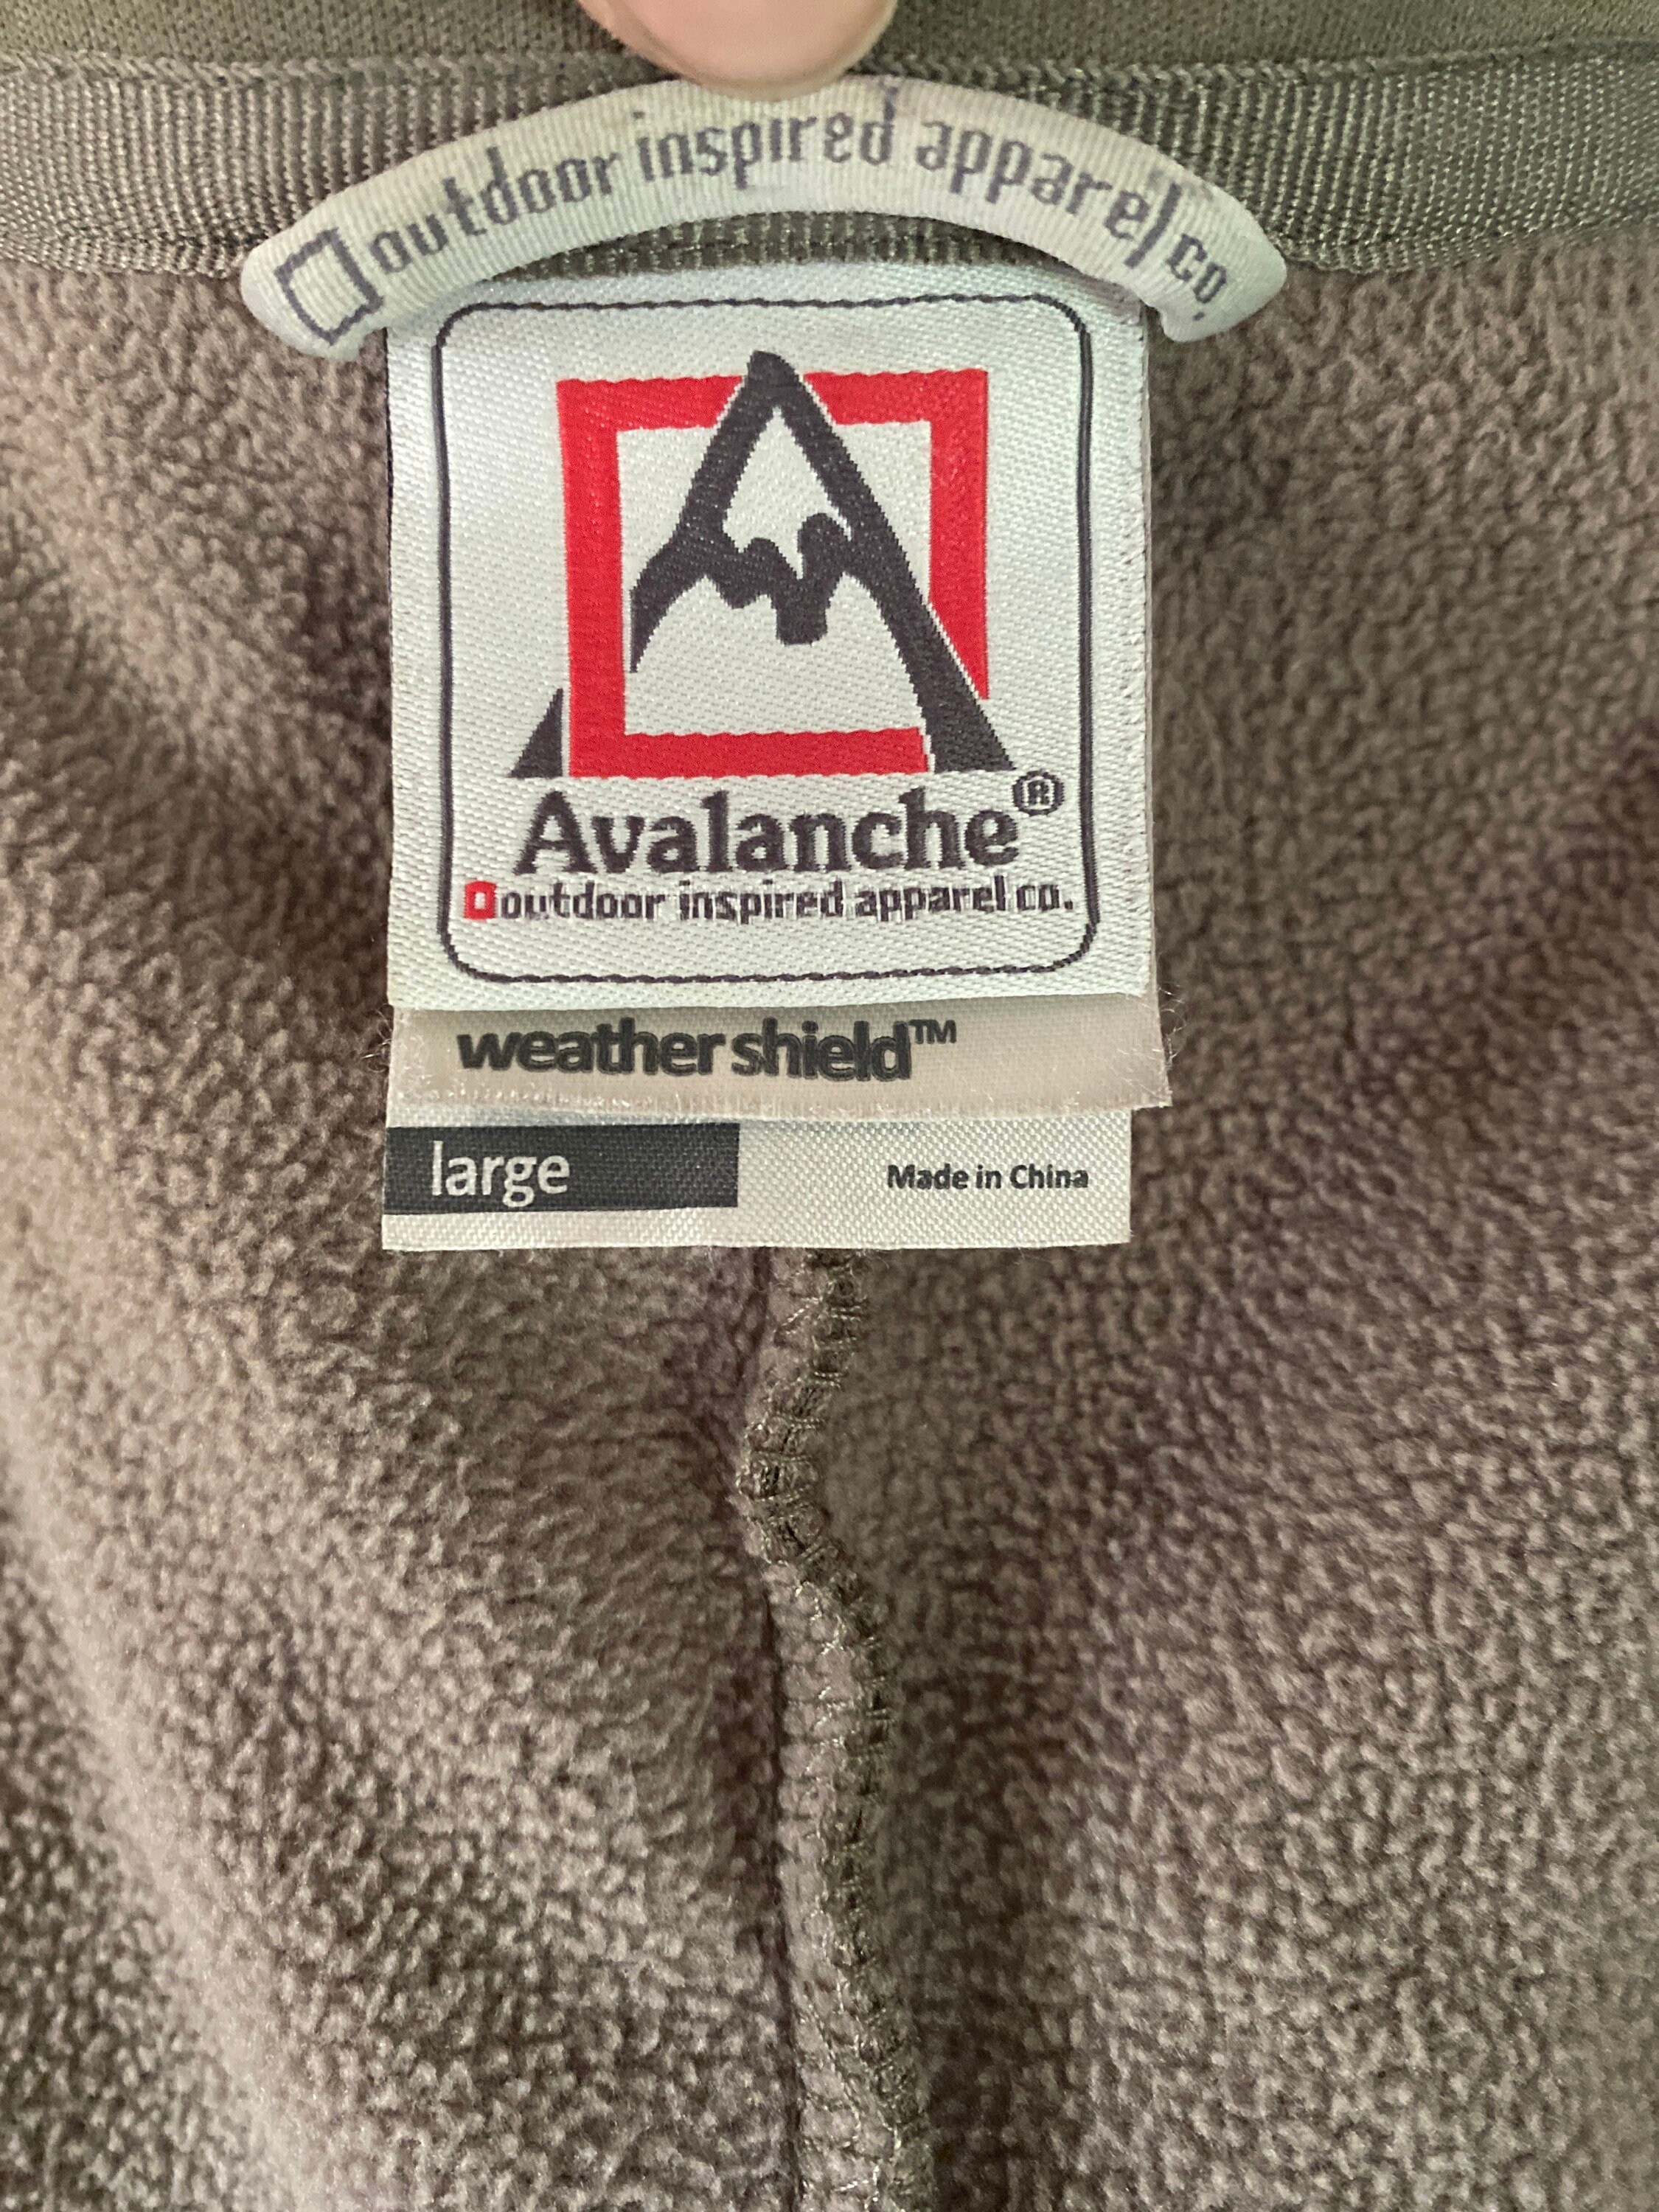 outdoor inspired apparel co.
Avalanche®
outdoor inspired apparel co.
weather shield™
large
Made in China